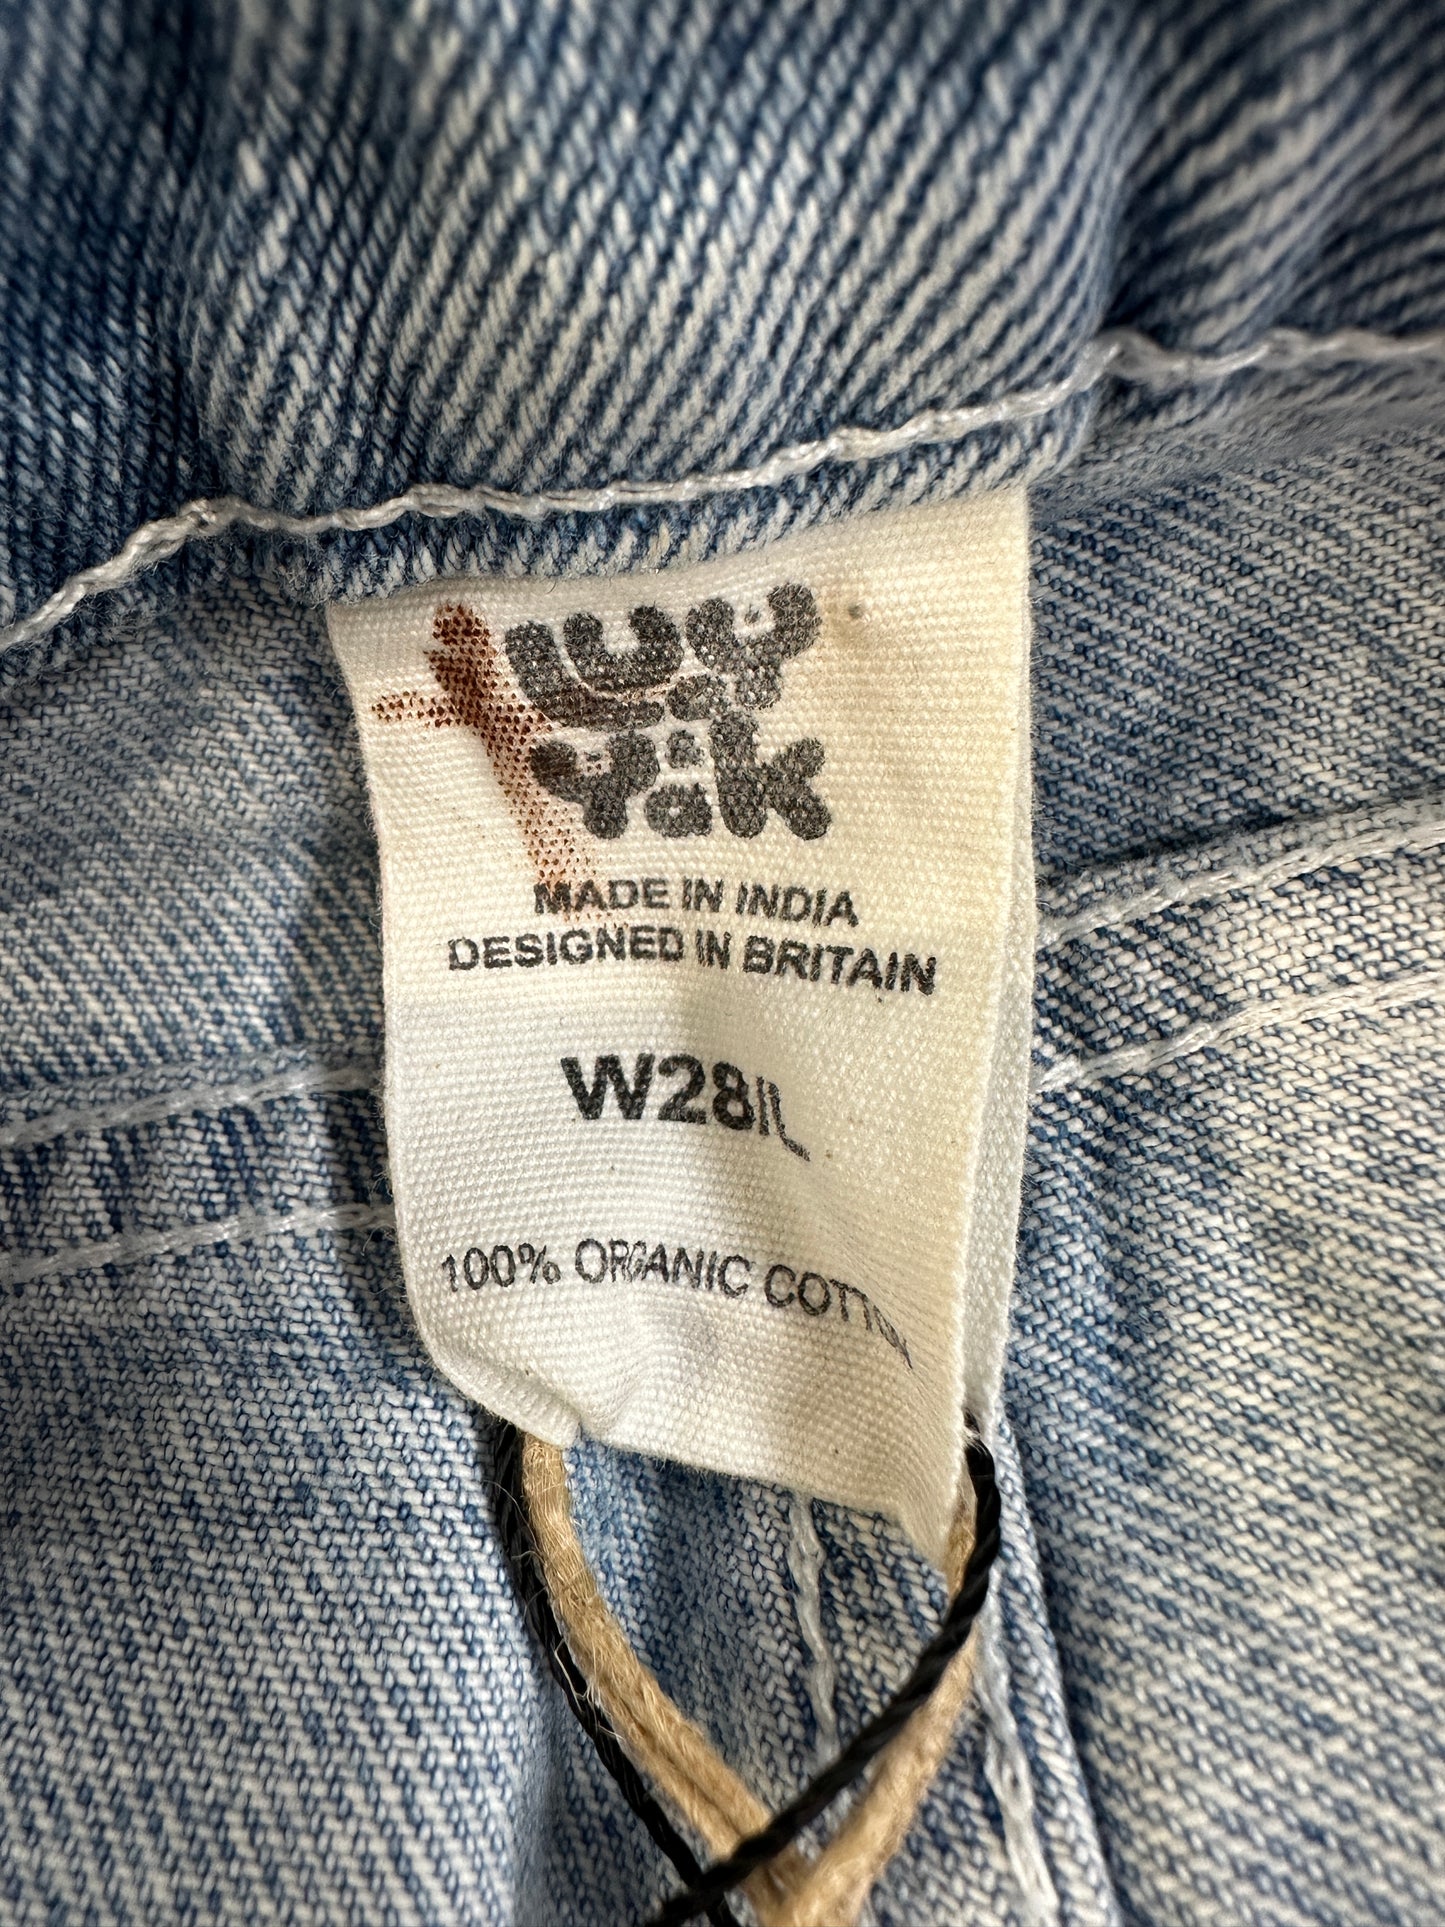 Lucy
& Yak
MADE IN INDIA
DESIGNED IN BRITAIN
W28/L
100% ORGANIC COTTON